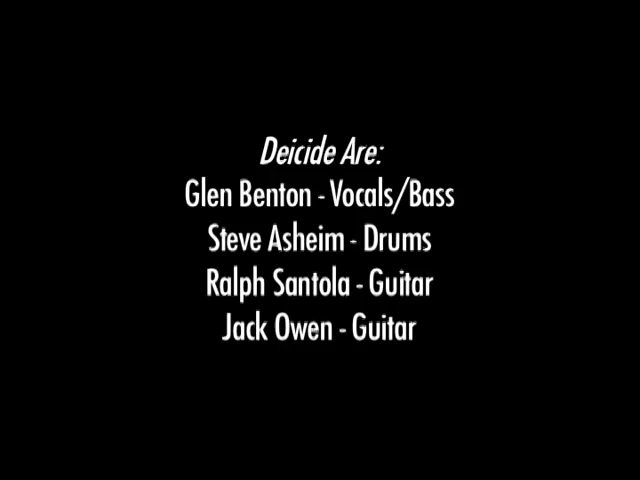 Deicide Are:
Glen Benton - Vocals/Bass
Steve Asheim - Drums
Ralph Santola - Guitar
Jack Owen - Guitar